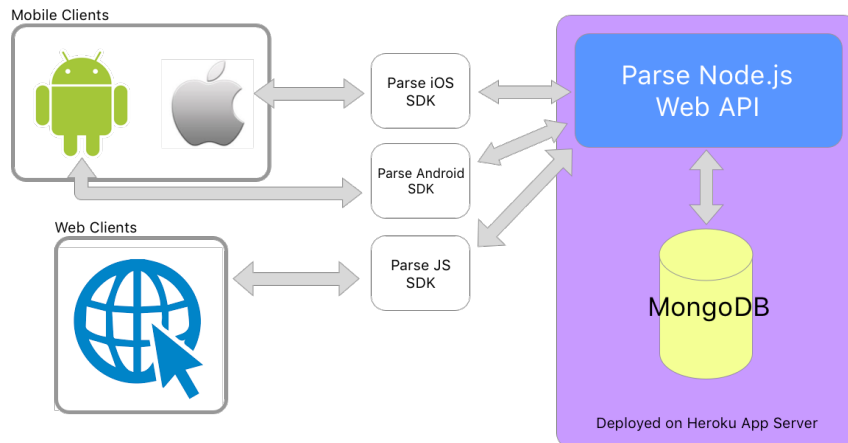 Mobile Clients
Parse iOS
SDK
Parse Node.js
Web API
Parse Android
SDK
Web Clients
Parse JS
SDK
MongoDB
Deployed on Heroku App Server